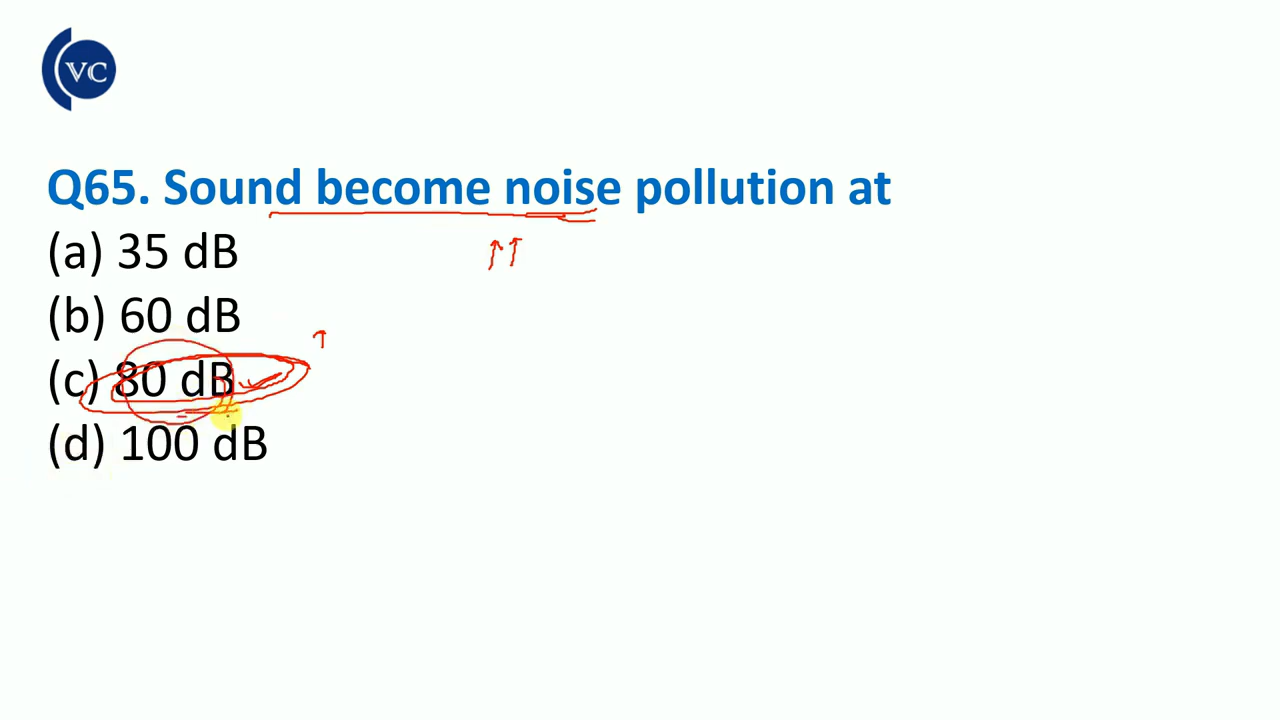 VC
Q65. Sound become noise pollution at
(a) 35 dB
(b) 60 dB
(c) 80 dB
(d) 100 dB